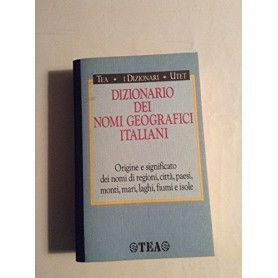 TEA • I DIZIONARI • UTET
DIZIONARIO
DEI
NOMI GEOGRAFICI
ITALIANI
Origine e significato
dei nomi di regioni, città, paesi,
monti, mari, laghi, fiumi e isole
TEA